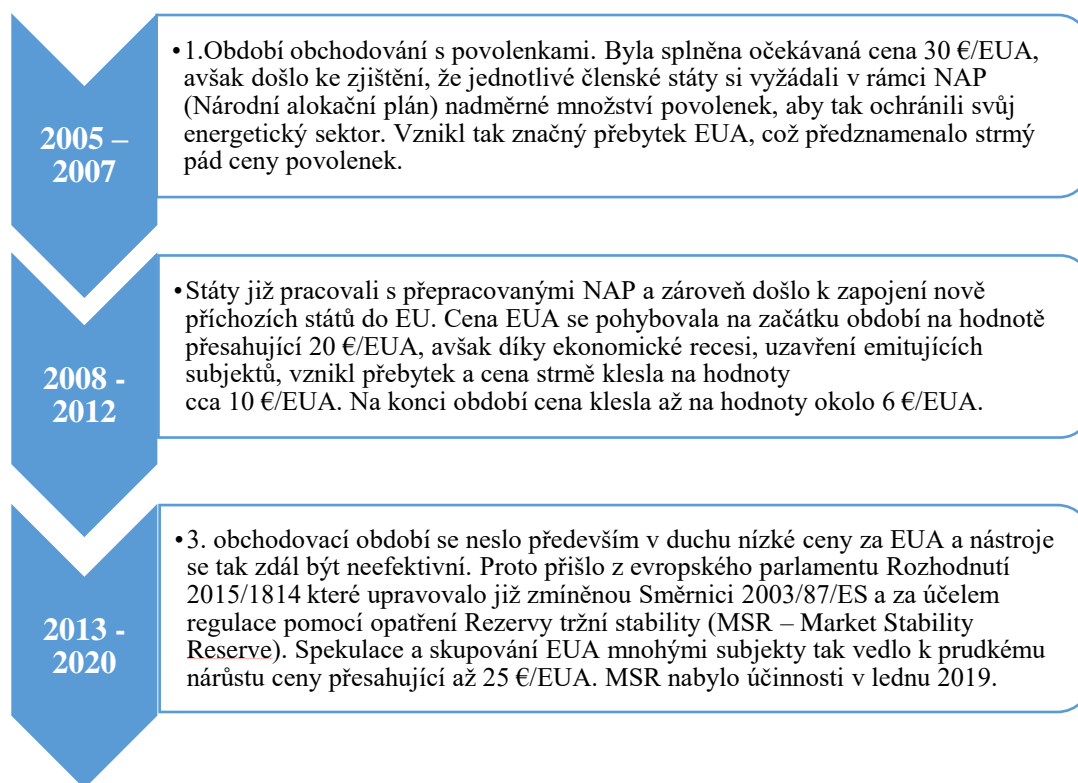 2005 –
2007
•1.Období obchodování s povolenkami. Byla splněna očekávaná cena 30 €/EUA,
avšak došlo ke zjištění, že jednotlivé členské státy si vyžádali v rámci NAP
(Národní alokační plán) nadměrné množství povolenek, aby tak ochránili svůj
energetický sektor. Vznikl tak značný přebytek EUA, což předznamenalo strmý
pád ceny povolenek.
2008 -
2012
•Státy již pracovali s přepracovanými NAP a zároveň došlo k zapojení nově
příchozích států do EU. Cena EUA se pohybovala na začátku období na hodnotě
přesahující 20 €/EUA, avšak díky ekonomické recesi, uzavření emitujících
subjektů, vznikl přebytek a cena strmě klesla na hodnoty
cca 10 €/EUA. Na konci období cena klesla až na hodnoty okolo 6 €/EUA.
2013 -
2020
•3. obchodovací období se neslo především v duchu nízké ceny za EUA a nástroje
se tak zdál být neefektivní. Proto přišlo z evropského parlamentu Rozhodnutí
2015/1814 které upravovalo již zmíněnou Směrnici 2003/87/ES a za účelem
regulace pomocí opatření Rezervy tržní stability (MSR – Market Stability
Reserve). Spekulace a skupování EUA mnohými subjekty tak vedlo k prudkému
nárůstu ceny přesahující až 25 €/EUA. MSR nabylo účinnosti v lednu 2019.